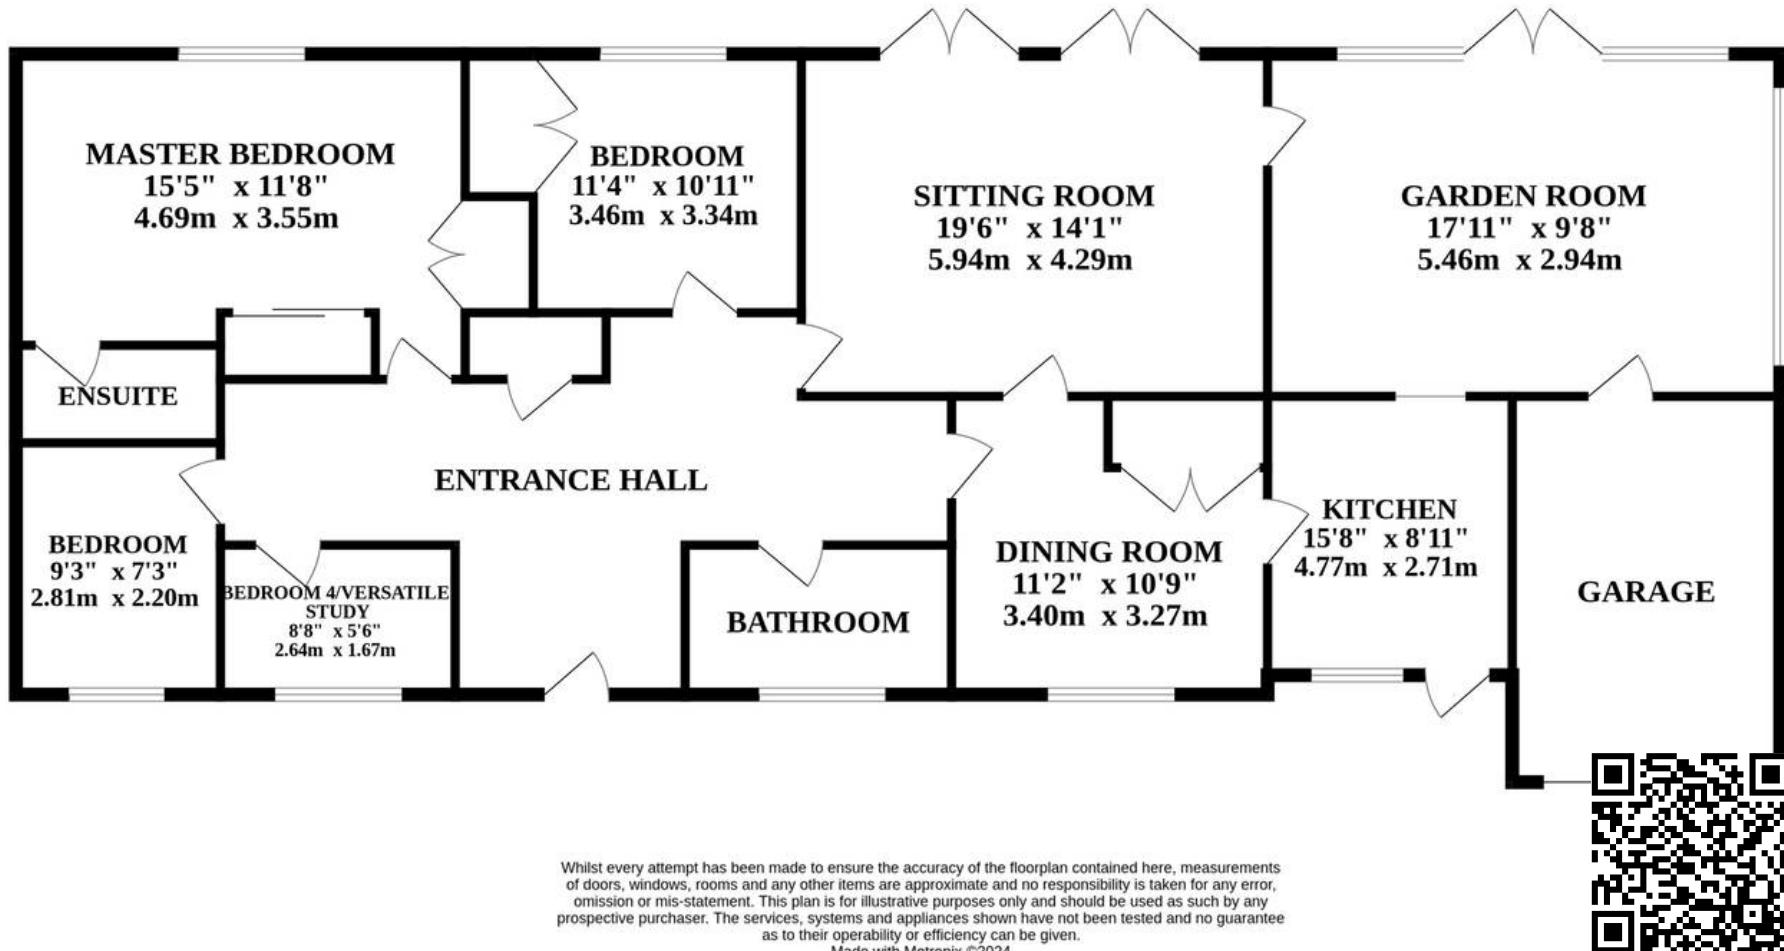 MASTER BEDROOM
15'5" x 11'8"
4.69m x 3.55m
BEDROOM
11'4" x 10'11"
3.46m x 3.34m
SITTING ROOM
19'6" x 14'1"
5.94m x 4.29m
GARDEN ROOM
17'11" x 9'8"
5.46m x 2.94m
ENSUITE
ENTRANCE HALL
BEDROOM
9'3" x 7'3"
2.81m x 2.20m
BEDROOM 4/VERSATILE
STUDY
8'8" x 5'6"
2.64m x 1.67m
BATHROOM
DINING ROOM
11'2" x 10'9"
3.40m x 3.27m
KITCHEN
15'8" x 8'11"
4.77m x 2.71m
GARAGE
Whilst every attempt has been made to ensure the accuracy of the floorplan contained here, measurements
of doors, windows, rooms and any other items are approximate and no responsibility is taken for any error,
omission or mis-statement. This plan is for illustrative purposes only and should be used as such by any
prospective purchaser. The services, systems and appliances shown have not been tested and no guarantee
as to their operability or efficiency can be given.
Made with Metropix ©2024